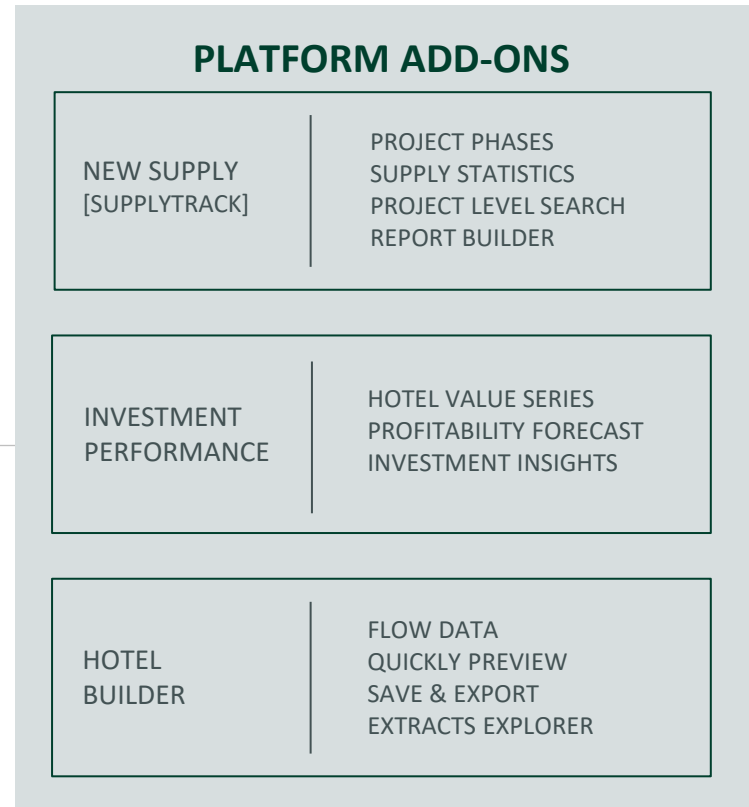 PLATFORM ADD-ONS
NEW SUPPLY
[SUPPLYTRACK]
PROJECT PHASES
SUPPLY STATISTICS
PROJECT LEVEL SEARCH
REPORT BUILDER
INVESTMENT
PERFORMANCE
HOTEL VALUE SERIES
PROFITABILITY FORECAST
INVESTMENT INSIGHTS
HOTEL
BUILDER
FLOW DATA
QUICKLY PREVIEW
SAVE & EXPORT
EXTRACTS EXPLORER